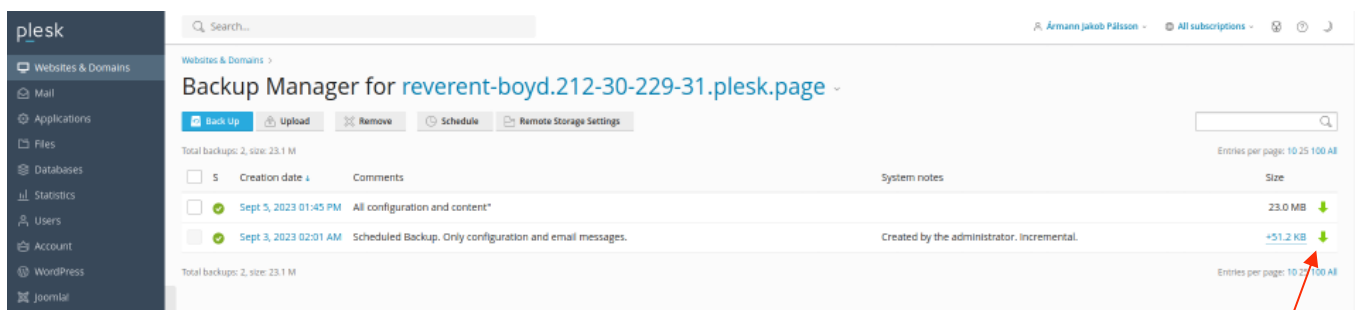 plesk
Search...
Ármann Jakob Pálsson
All subscriptions
Websites & Domains
Mail
Applications
Files
Databases
Statistics
Users
Account
WordPress
Joomla!
Websites & Domains >
Backup Manager for reverent-boyd.212-30-229-31.plesk.page
Back Up Upload Remove Schedule Remote Storage Settings
Total backups: 2, size: 23.1 M Entries per page: 10 25 100 All
S Creation date Comments System notes Size
Sept 5, 2023 01:45 PM All configuration and content" 23.0 MB
Sept 3, 2023 02:01 AM Scheduled Backup. Only configuration and email messages. Created by the administrator. Incremental. +51.2 KB
Total backups: 2, size: 23.1 M Entries per page: 10 25 100 All